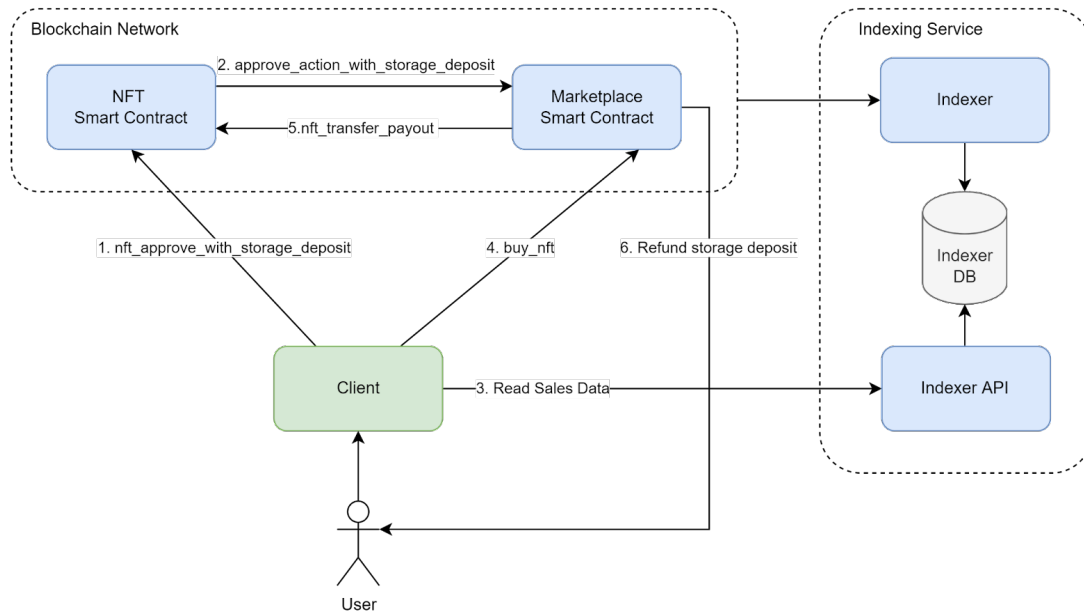 Blockchain Network
Indexing Service
2. approve_action_with_storage_deposit
NFT
Smart Contract
Marketplace
Smart Contract
Indexer
5.nft_transfer_payout
1. nft_approve_with_storage_deposit
4. buy_nft
6. Refund storage deposit
Indexer
DB
Client
3. Read Sales Data
Indexer API
User